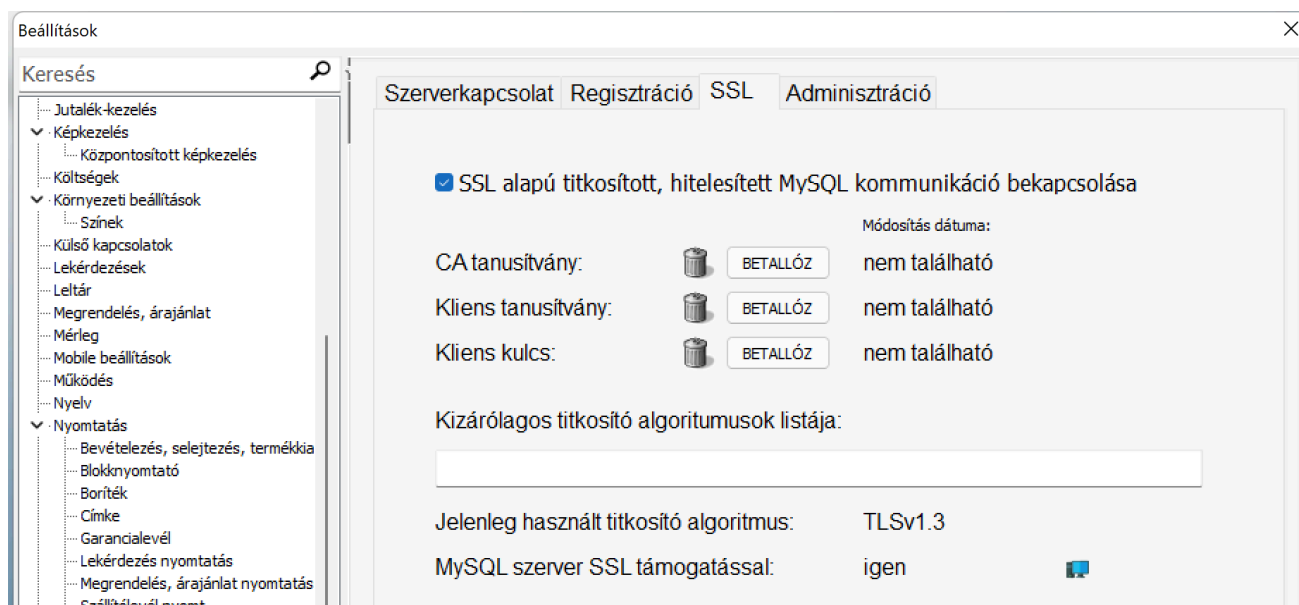 Beállítások
Keresés
Jutalék-kezelés
Képkezelés
Központosított képkezelés
Költségek
Környezeti beállítások
Színek
Külső kapcsolatok
Lekérdezések
Leltár
Megrendelés, árajánlat
Mérleg
Mobile beállítások
Működés
Nyelv
Nyomtatás
Bevételezés, selejtezés, termékkia
Blokknyomtató
Boríték
Címke
Garancialevél
Lekérdezés nyomtatás
Megrendelés, árajánlat nyomtatás
Szerverkapcsolat Regisztráció SSL Adminisztráció
SSL alapú titkosított, hitelesített MySQL kommunikáció bekapcsolása
Módosítás dátuma:
CA tanusítvány: BETALLÓZ nem található
Kliens tanusítvány: BETALLÓZ nem található
Kliens kulcs: BETALLÓZ nem található
Kizárólagos titkosító algoritumusok listája:
Jelenleg használt titkosító algoritmus: TLSv1.3
MySQL szerver SSL támogatással: igen